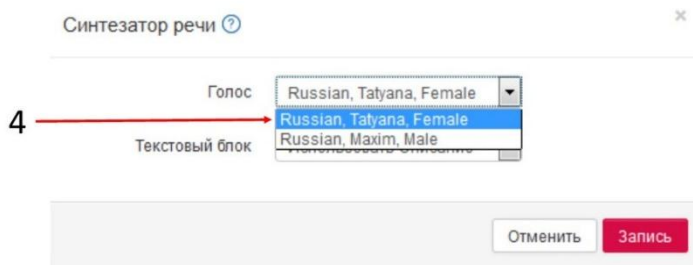 Синтезатор речи ?
×
Голос
Russian, Tatyana, Female
4
Russian, Tatyana, Female
Russian, Maxim, Male
Текстовый блок
Отменить
Запись